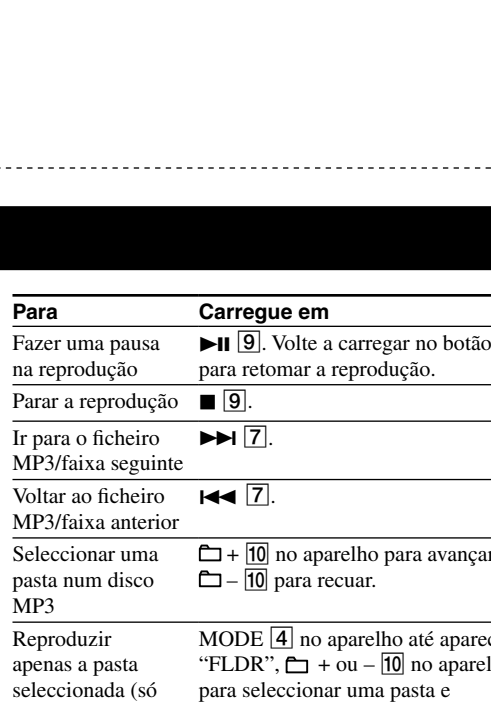 Para Carregue em
Fazer uma pausa ►II 9. Volte a carregar no botão
na reprodução para retomar a reprodução.
Parar a reprodução ■ 9.
Ir para o ficheiro ►►I 7.
MP3/faixa seguinte
Voltar ao ficheiro I◄◄ 7.
MP3/faixa anterior
Seleccionar uma + 10 no aparelho para avançar
pasta num disco – 10 para recuar.
MP3
Reproduzir MODE 4 no aparelho até
apenas a pasta “FLDR”, + ou – 10 no
seleccionada (só para seleccionar uma pasta e